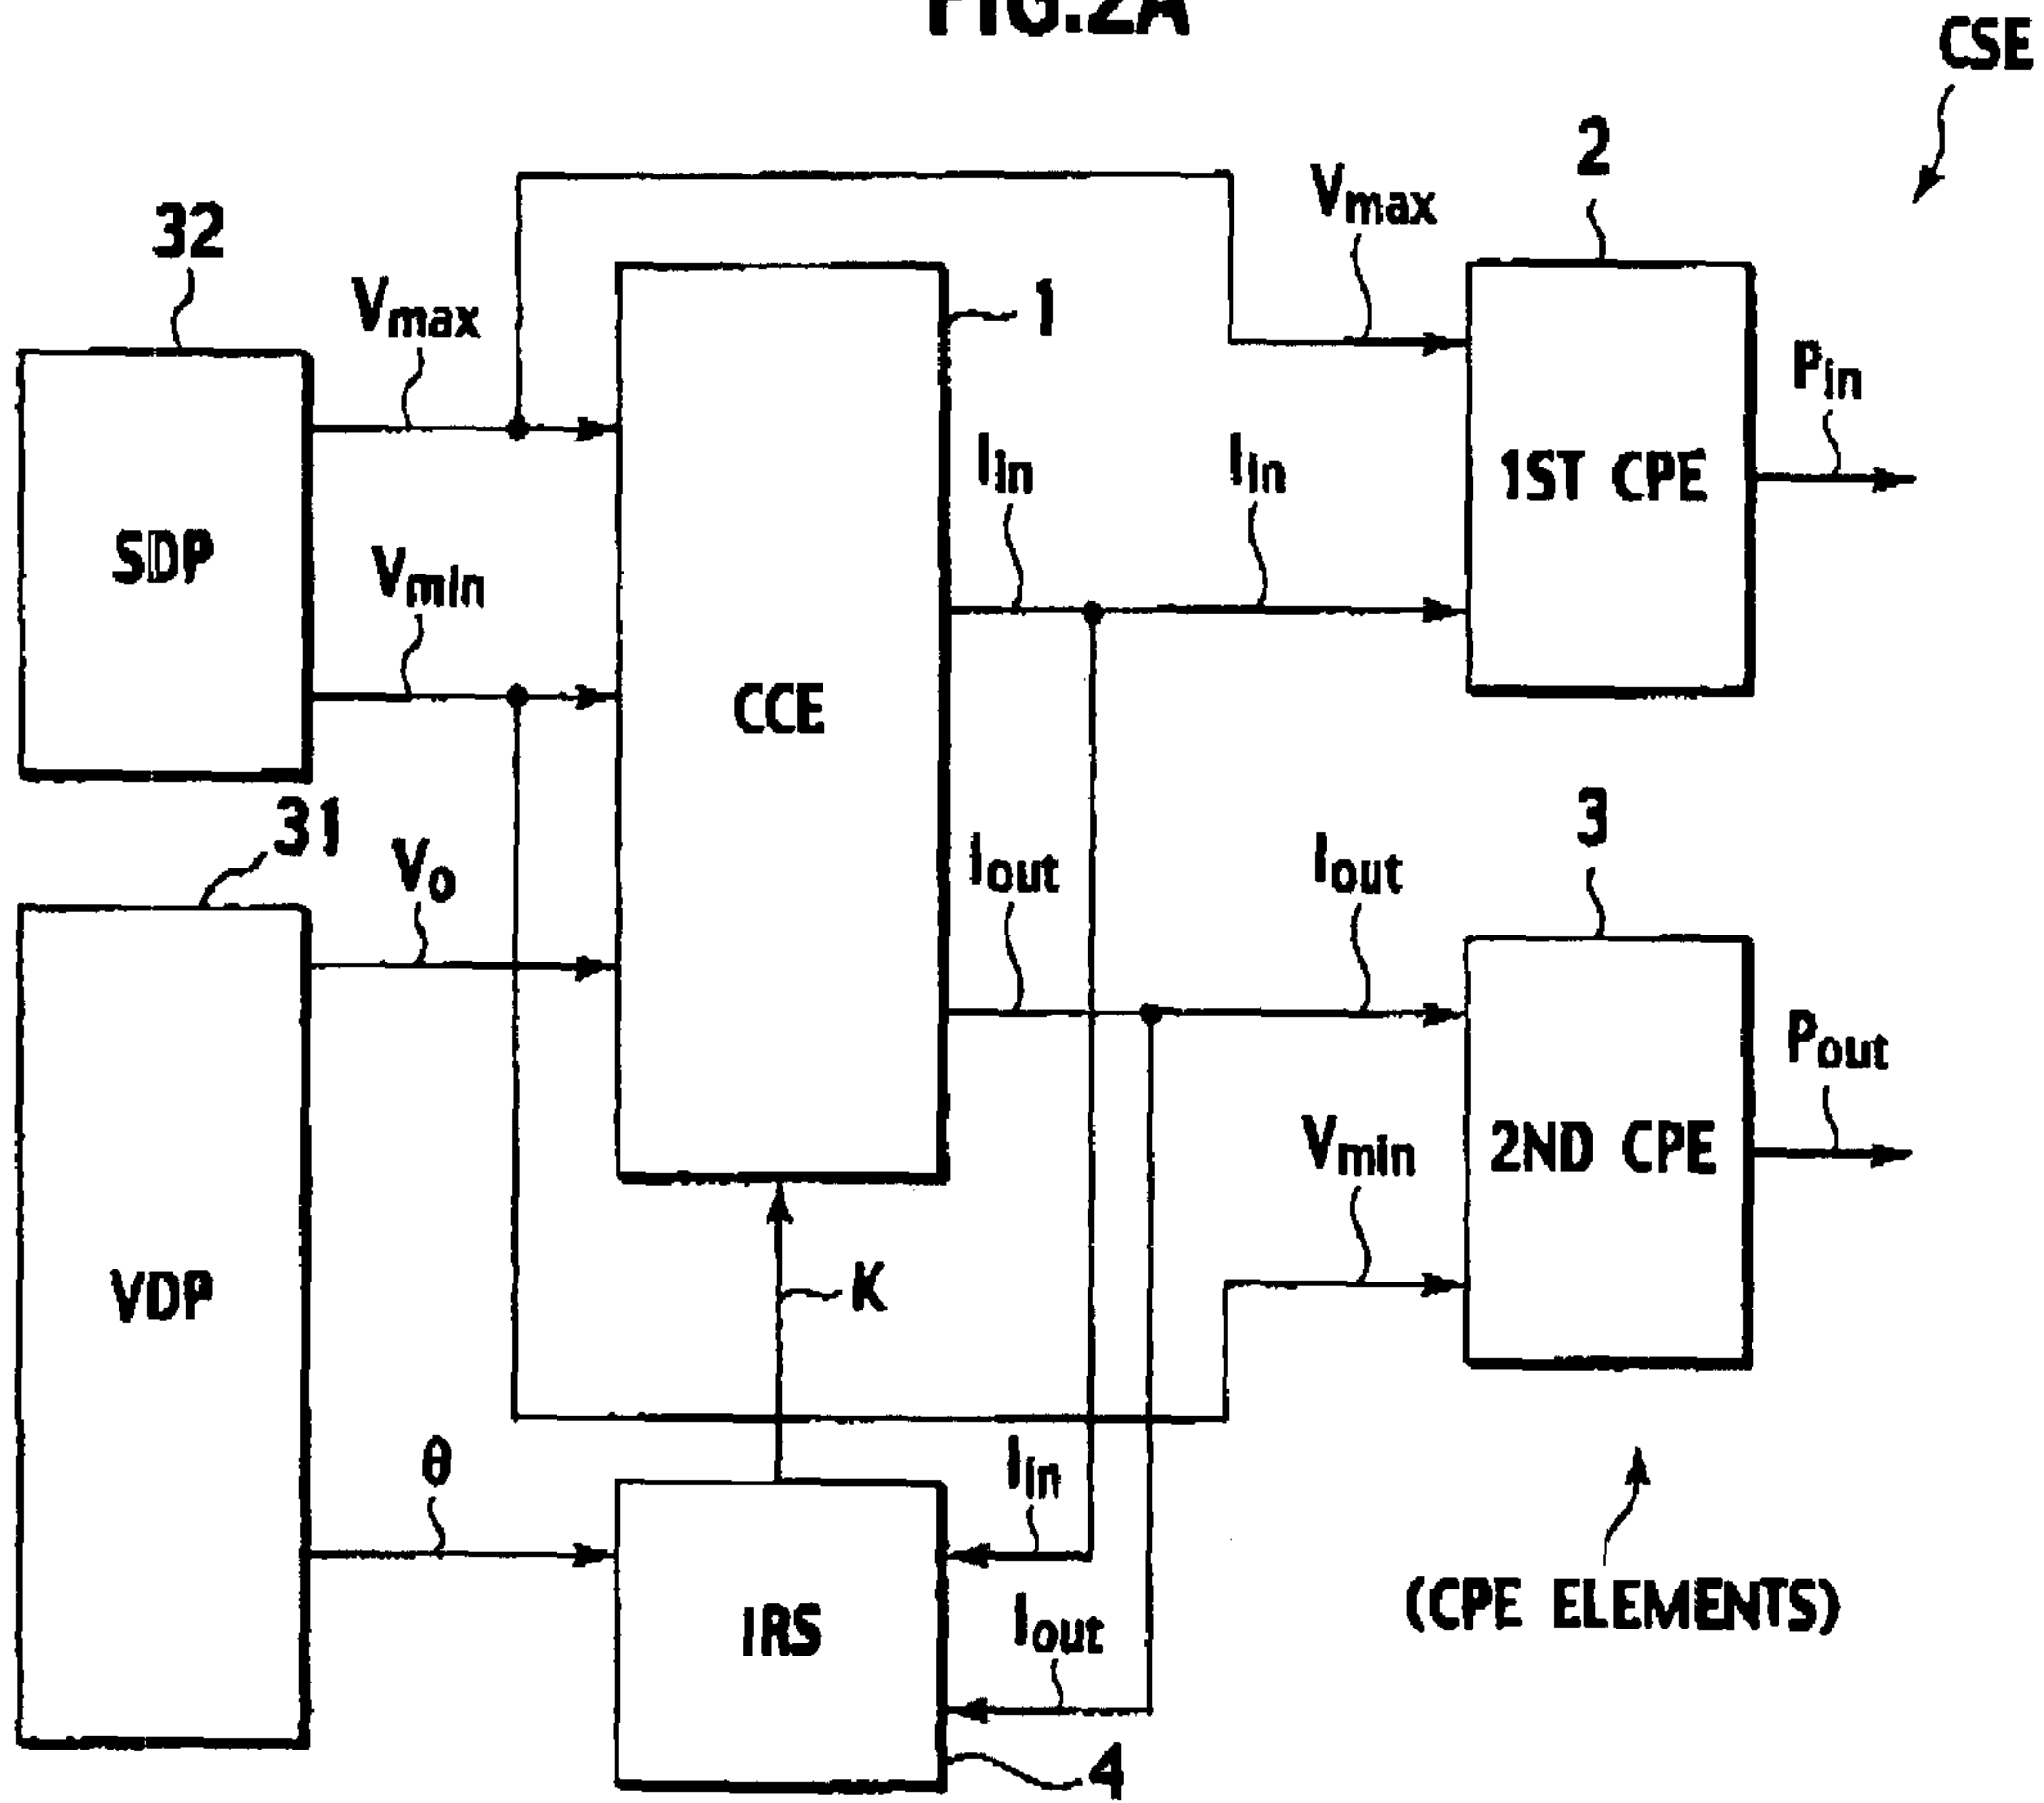 FIG.2A
CSE
2
Vmax
32
Vmax
1
Pin
Iin
Iin
1ST CPE
SDP
Vmin
CCE
31
3
Vo
Iout
Iout
Pout
Vmin
2ND CPE
VDP
K
θ
Iin
(CPE ELEMENTS)
IRS
Iout
4